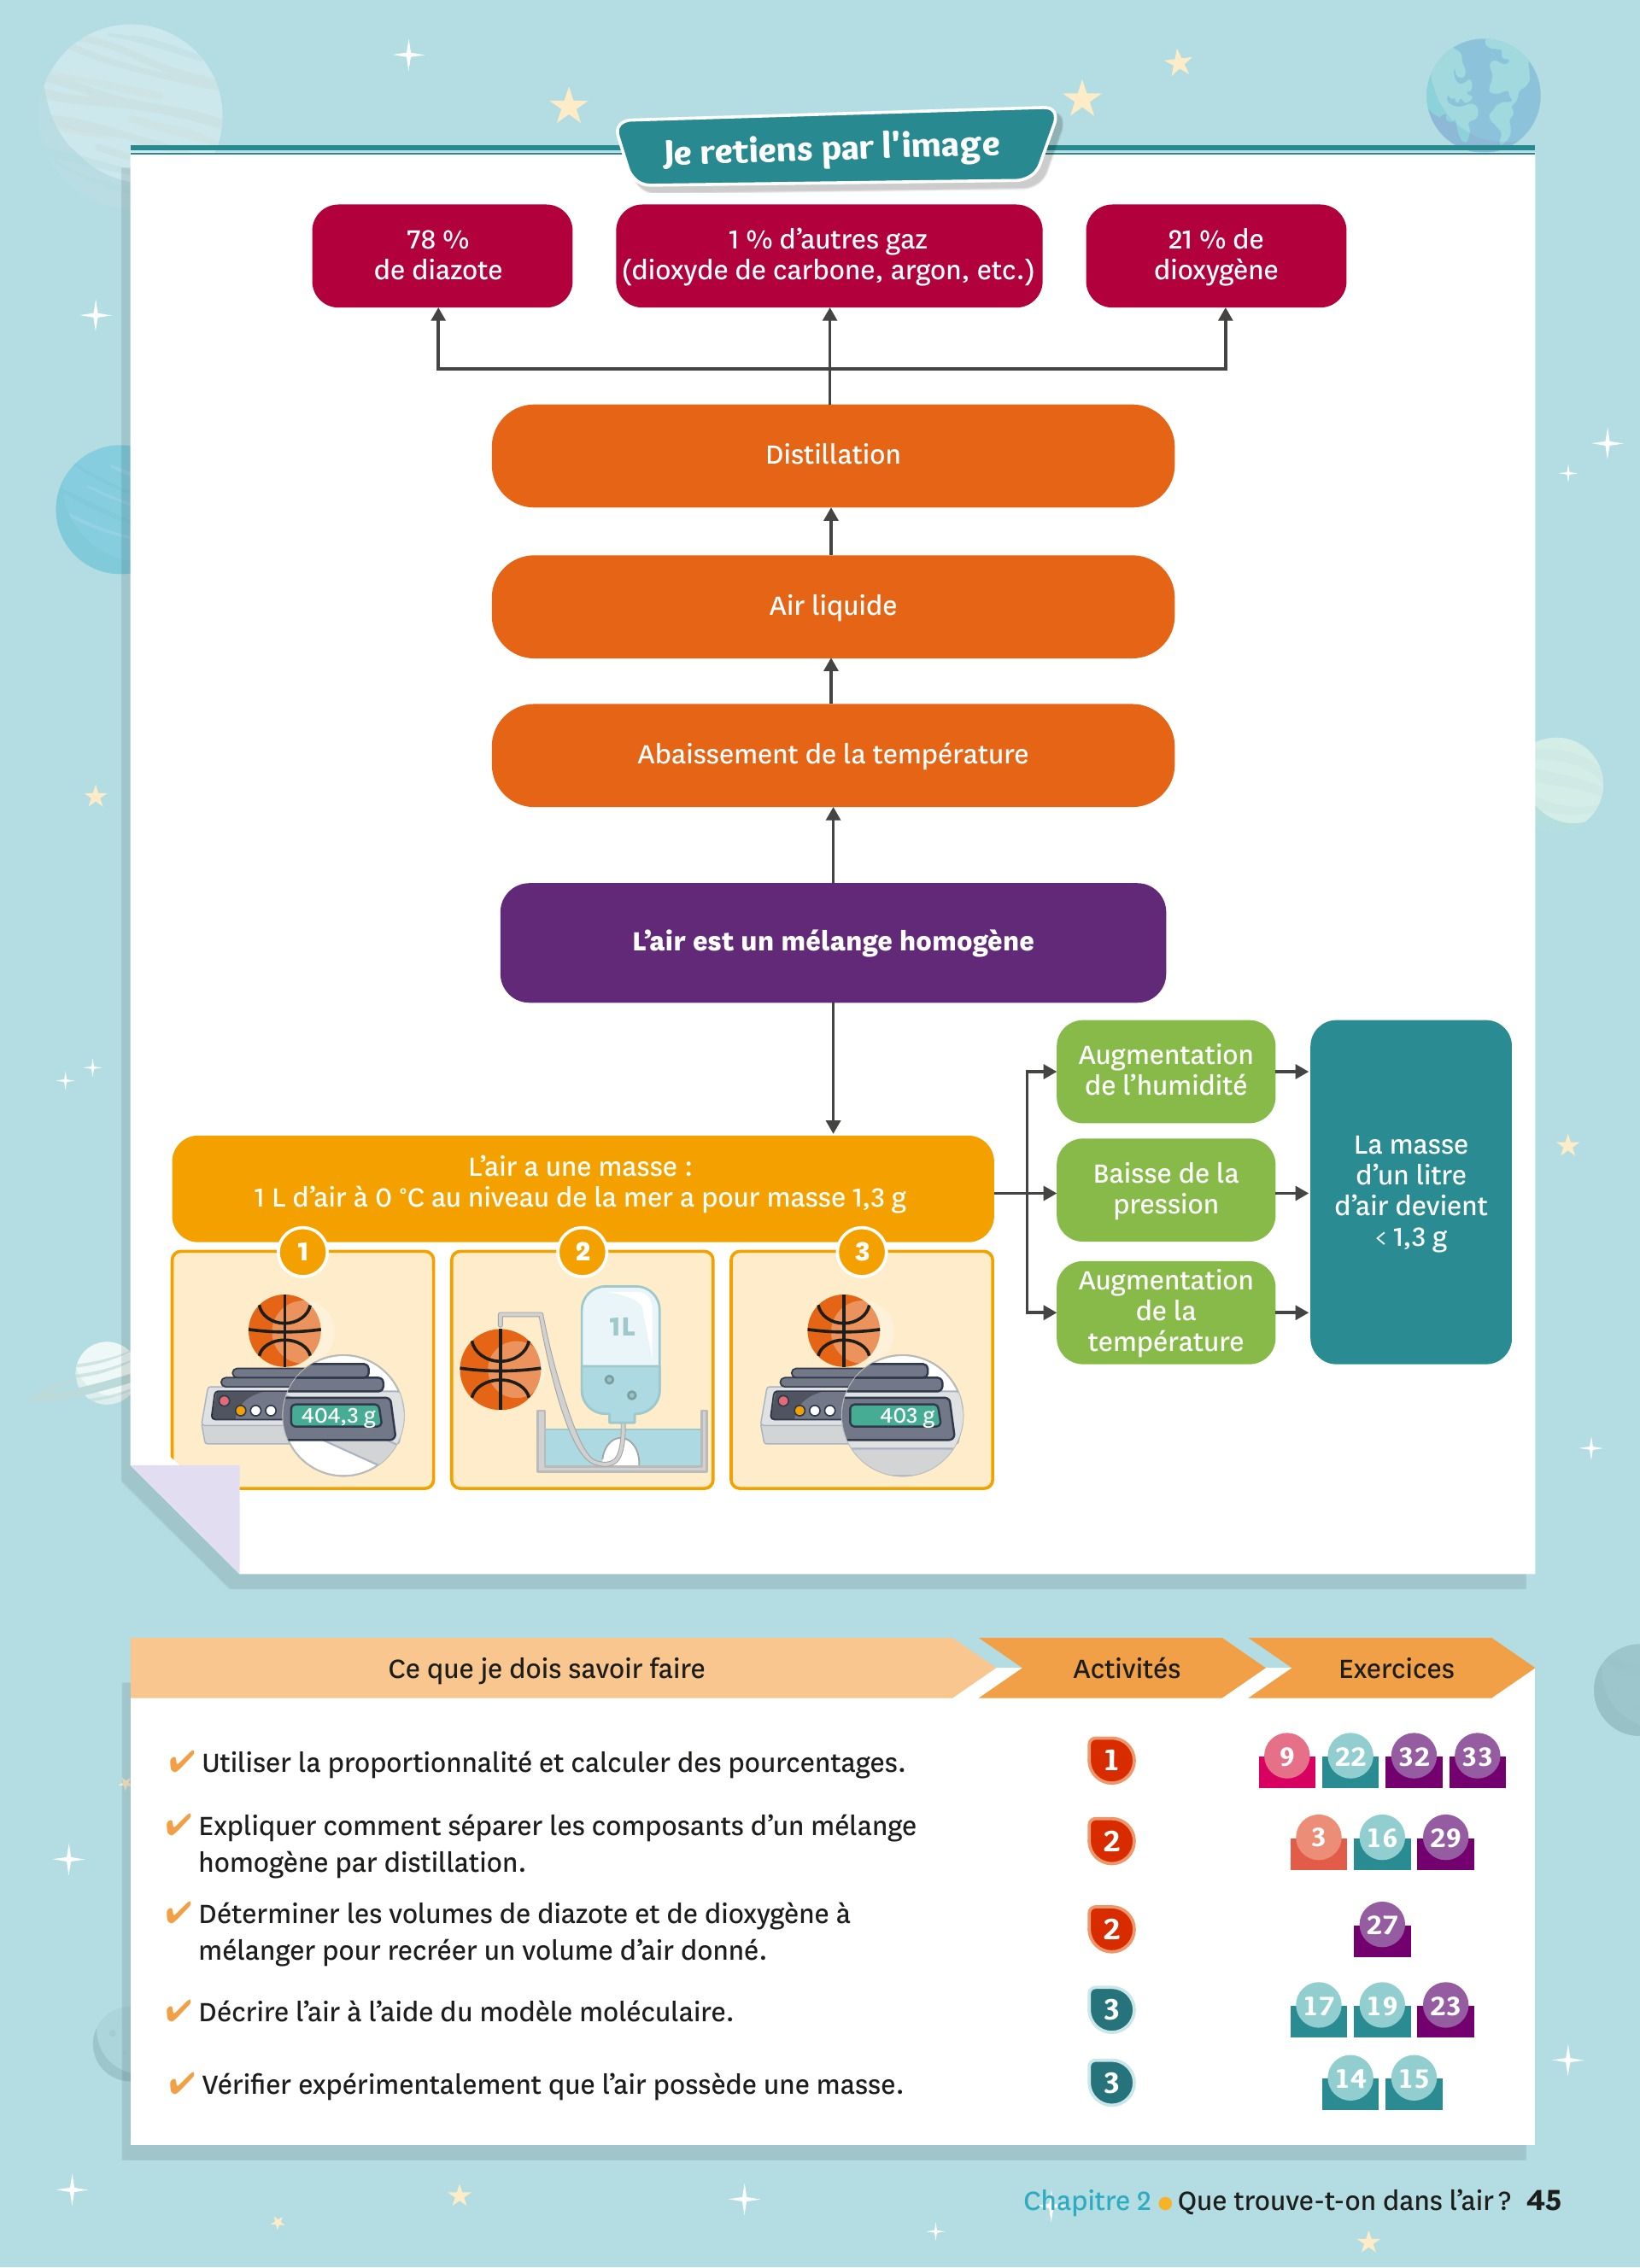 Je retiens par l'image
78 %
de diazote
1 % d’autres gaz
(dioxyde de carbone, argon, etc.)
21 % de
dioxygène
Distillation
Air liquide
Abaissement de la température
L’air est un mélange homogène
L’air a une masse :
1 L d’air à 0 °C au niveau de la mer a pour masse 1,3 g
1
2
3
404,3 g
1L
403 g
Augmentation
de l’humidité
Baisse de la
pression
Augmentation
de la
température
La masse
d’un litre
d’air devient
< 1,3 g
Ce que je dois savoir faire
Activités
Exercices
✔ Utiliser la proportionnalité et calculer des pourcentages.
1
9 22 32 33
✔ Expliquer comment séparer les composants d’un mélange
homogène par distillation.
2
3 16 29
✔ Déterminer les volumes de diazote et de dioxygène à
mélanger pour recréer un volume d’air donné.
2
27
✔ Décrire l’air à l’aide du modèle moléculaire.
3
17 19 23
✔ Vérifier expérimentalement que l’air possède une masse.
3
14 15
Chapitre 2 • Que trouve-t-on dans l’air ? 45